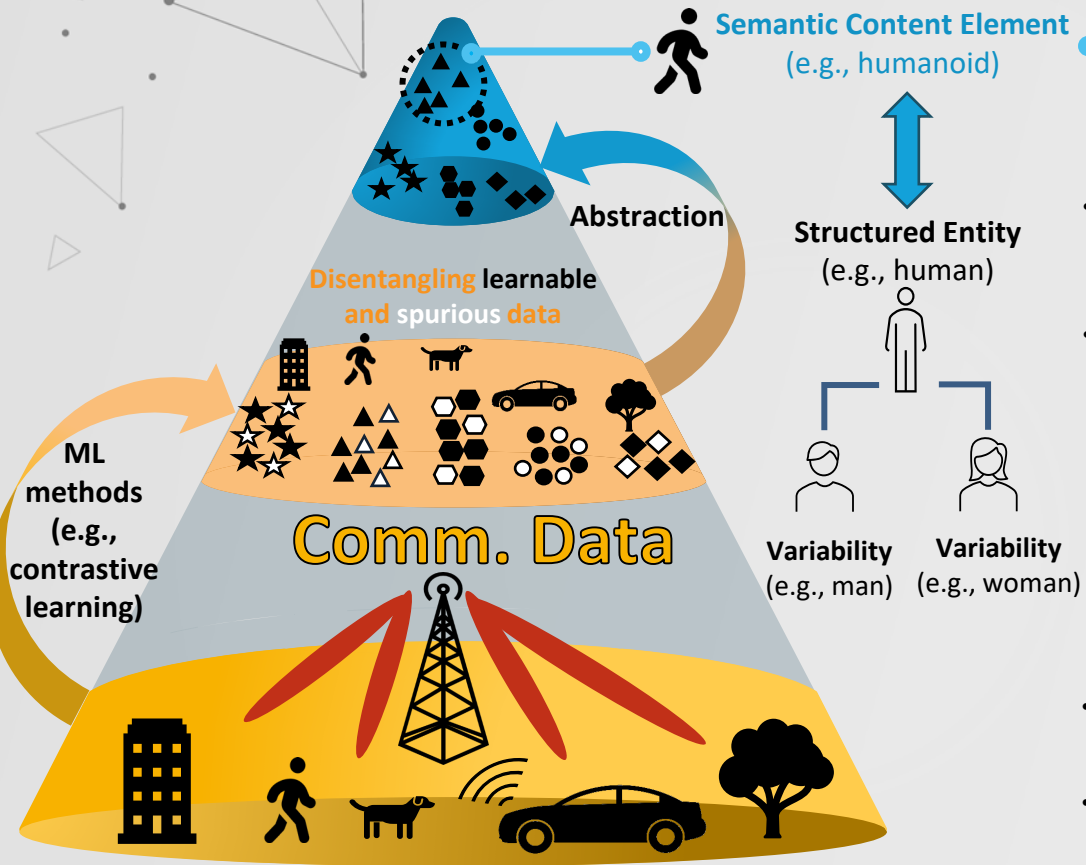 Semantic Content Element
(e.g., humanoid)
Abstraction
Structured Entity
(e.g., human)
Disentangling learnable
and spurious data
ML
methods
(e.g.,
contrastive
learning)
Comm. Data
Variability
(e.g., man)
Variability
(e.g., woman)